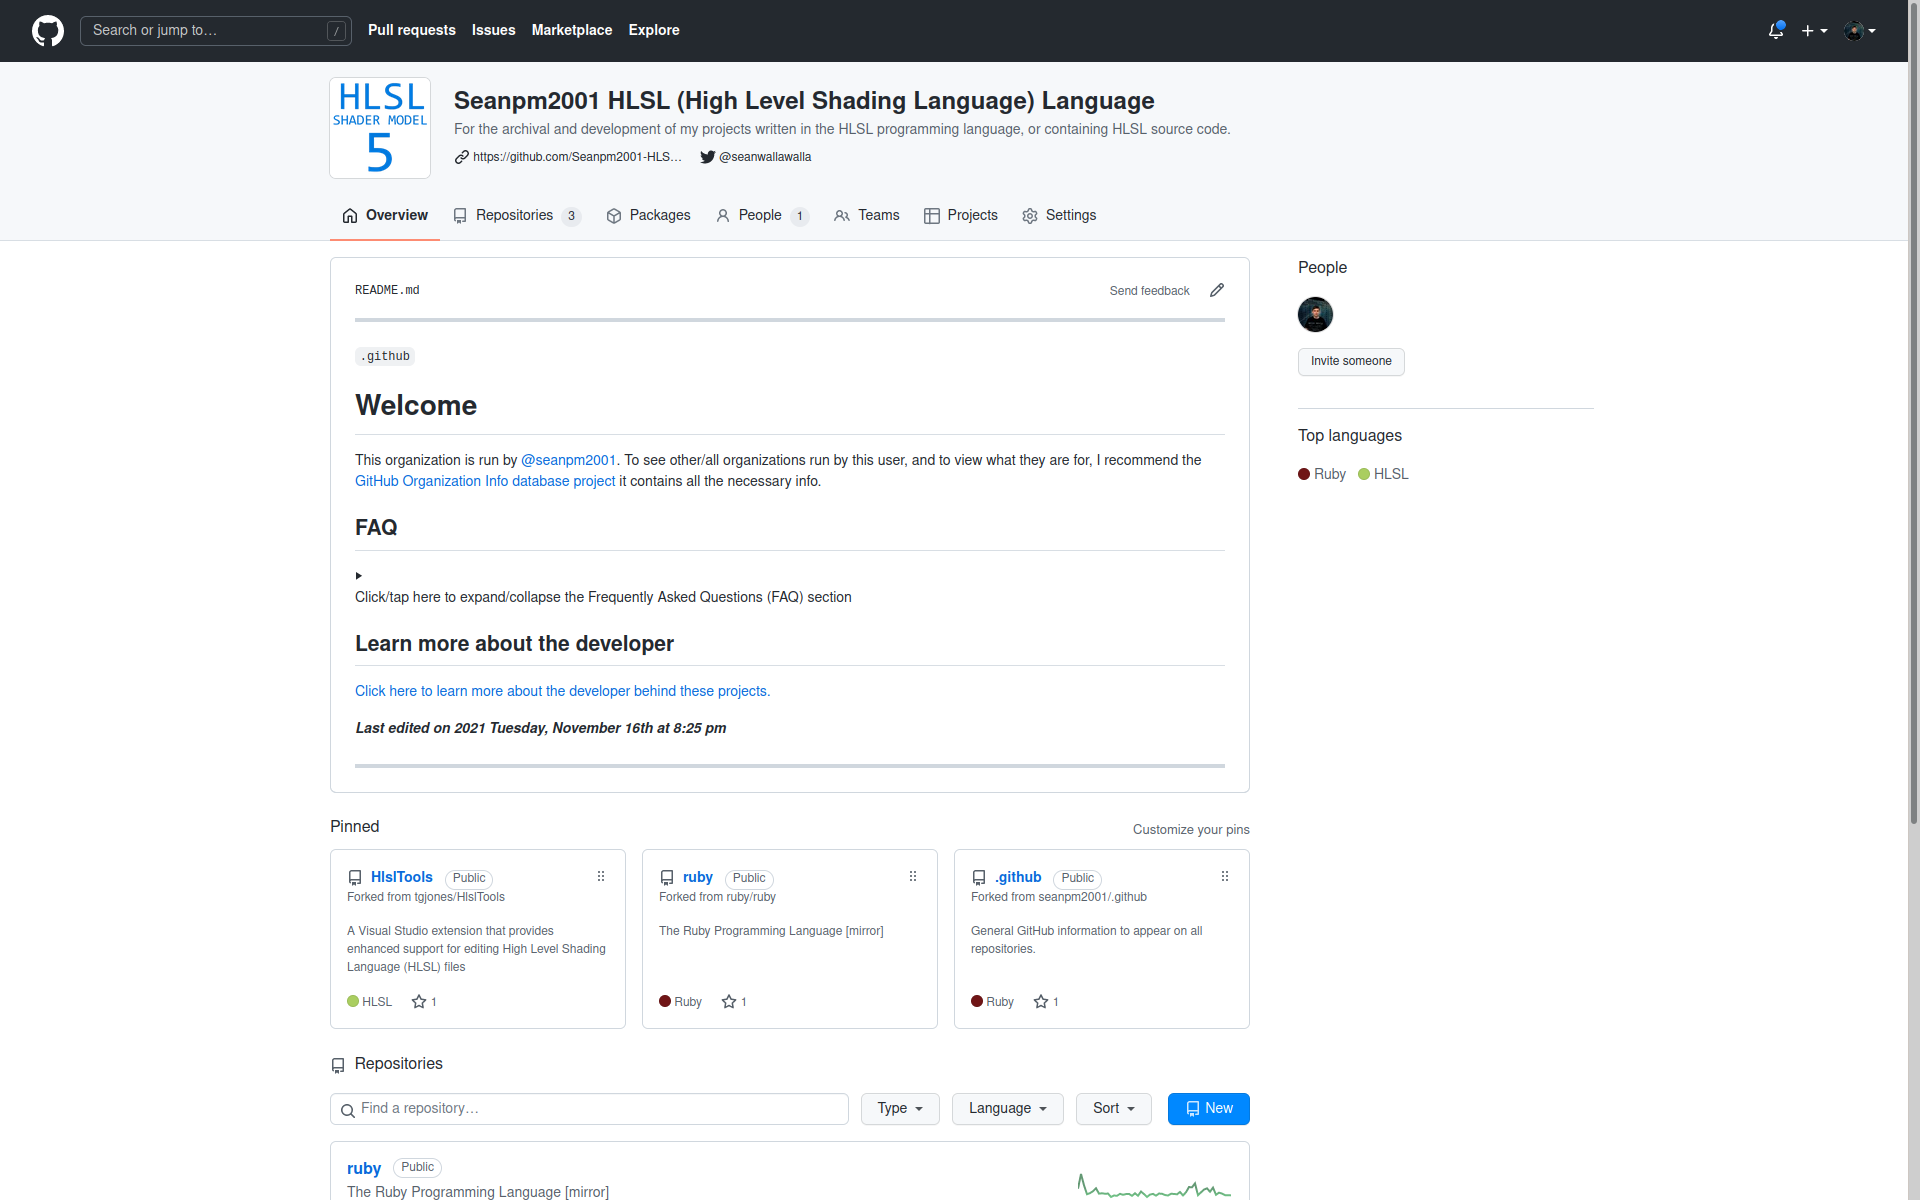 Search or jump to… /
Pull requests
Issues
Marketplace
Explore
HLSL
SHADER MODEL
5
Seanpm2001 HLSL (High Level Shading Language) Language
For the archival and development of my projects written in the HLSL programming language, or containing HLSL source code.
https://github.com/Seanpm2001-HLS… @seanwallawalla
Overview
Repositories 3
Packages
People 1
Teams
Projects
Settings
README.md
Send feedback
.github
Welcome
This organization is run by @seanpm2001. To see other/all organizations run by this user, and to view what they are for, I recommend the
GitHub Organization Info database project it contains all the necessary info.
FAQ
Click/tap here to expand/collapse the Frequently Asked Questions (FAQ) section
Learn more about the developer
Click here to learn more about the developer behind these projects.
Last edited on 2021 Tuesday, November 16th at 8:25 pm
People
Invite someone
Top languages
Ruby HLSL
Pinned
Customize your pins
HlslTools Public
Forked from tgjones/HlslTools
A Visual Studio extension that provides
enhanced support for editing High Level Shading
Language (HLSL) files
HLSL 1
ruby Public
Forked from ruby/ruby
The Ruby Programming Language [mirror]
Ruby 1
.github Public
Forked from seanpm2001/.github
General GitHub information to appear on all
repositories.
Ruby 1
Repositories
Find a repository…
Type
Language
Sort
New
ruby Public
The Ruby Programming Language [mirror]